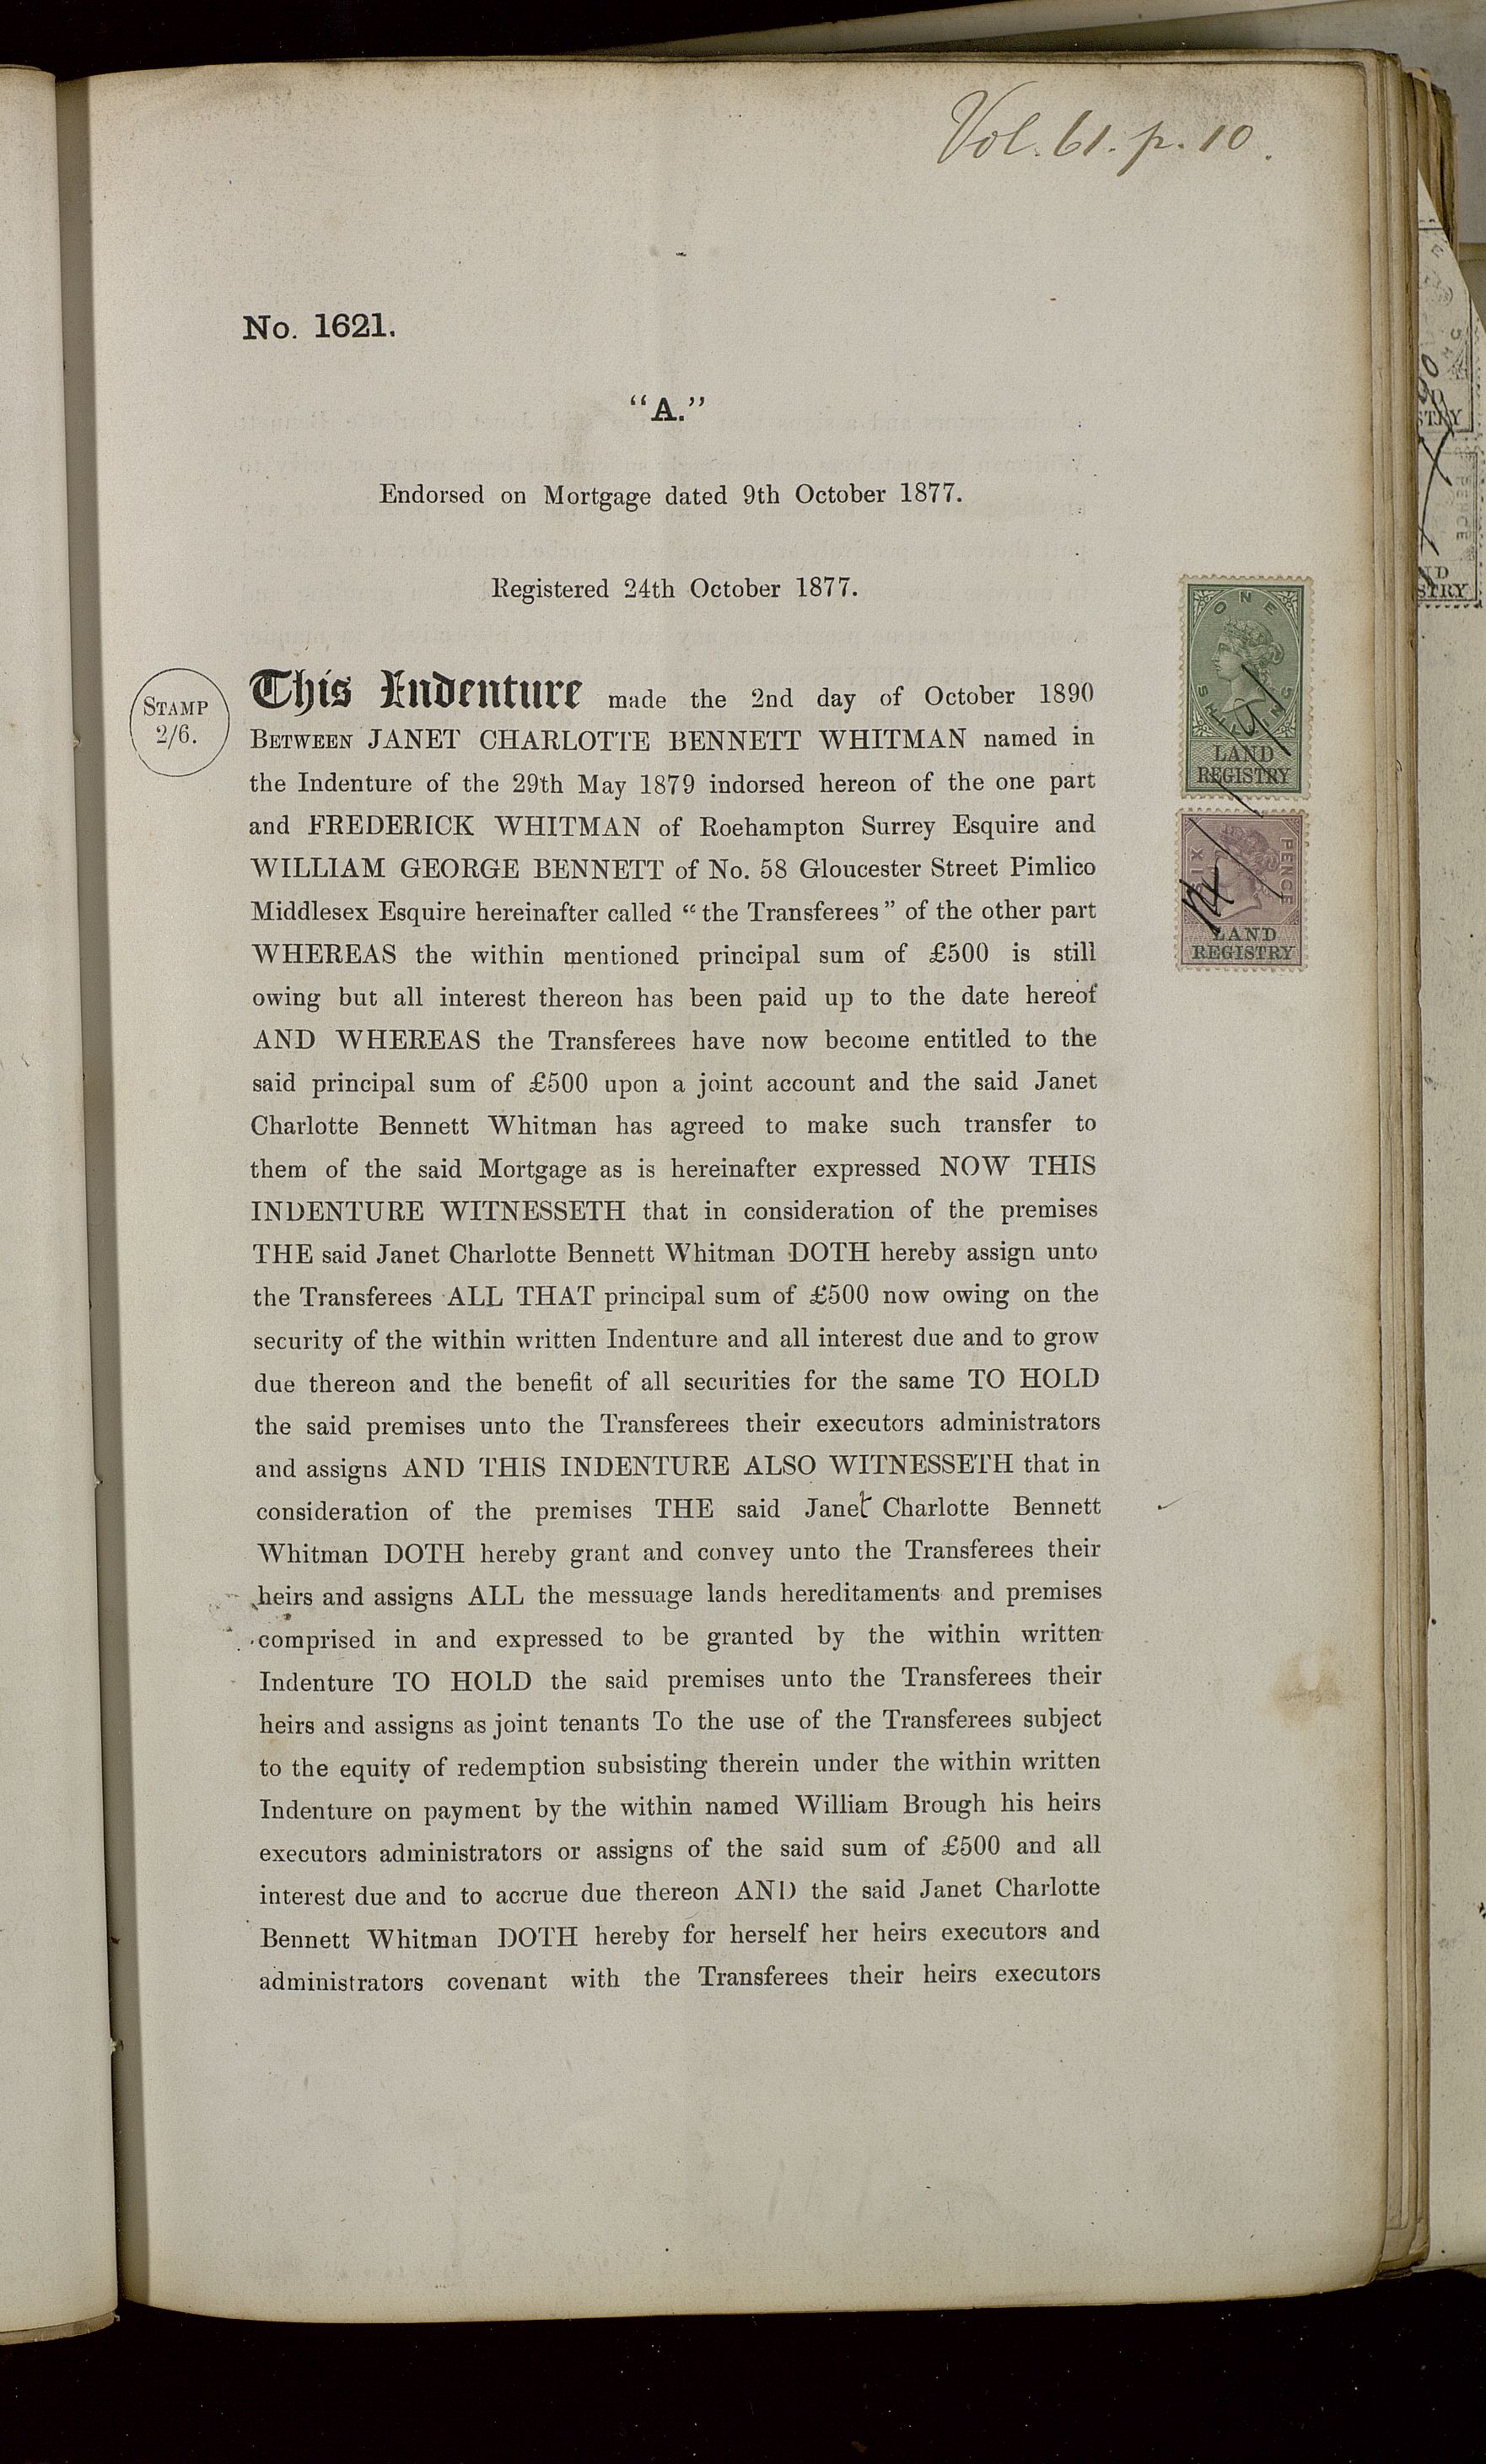 Vol. 61. p. 10.
No. 1621.
“A.”
Endorsed on Mortgage dated 9th October 1877.
Registered 24th October 1877.
STAMP
2/6.
This Indenture made the 2nd day of October 1890
BETWEEN JANET CHARLOTTE BENNETT WHITMAN named in
the Indenture of the 29th May 1879 indorsed hereon of the one part
and FREDERICK WHITMAN of Roehampton Surrey Esquire and
WILLIAM GEORGE BENNETT of No. 58 Gloucester Street Pimlico
Middlesex Esquire hereinafter called “the Transferees” of the other part
WHEREAS the within mentioned principal sum of £500 is still
owing but all interest thereon has been paid up to the date hereof
AND WHEREAS the Transferees have now become entitled to the
said principal sum of £500 upon a joint account and the said Janet
Charlotte Bennett Whitman has agreed to make such transfer to
them of the said Mortgage as is hereinafter expressed NOW THIS
INDENTURE WITNESSETH that in consideration of the premises
THE said Janet Charlotte Bennett Whitman DOTH hereby assign unto
the Transferees ALL THAT principal sum of £500 now owing on the
security of the within written Indenture and all interest due and to grow
due thereon and the benefit of all securities for the same TO HOLD
the said premises unto the Transferees their executors administrators
and assigns AND THIS INDENTURE ALSO WITNESSETH that in
consideration of the premises THE said Janet Charlotte Bennett
Whitman DOTH hereby grant and convey unto the Transferees their
heirs and assigns ALL the messuage lands hereditaments and premises
comprised in and expressed to be granted by the within written
Indenture TO HOLD the said premises unto the Transferees their
heirs and assigns as joint tenants To the use of the Transferees subject
to the equity of redemption subsisting therein under the within written
Indenture on payment by the within named William Brough his heirs
executors administrators or assigns of the said sum of £500 and all
interest due and to accrue due thereon AND the said Janet Charlotte
Bennett Whitman DOTH hereby for herself her heirs executors and
administrators covenant with the Transferees their heirs executors
ONE
SHILLING
LAND
REGISTRY
SIX
PENCE
LAND
REGISTRY
STRY
PENCE
STRY